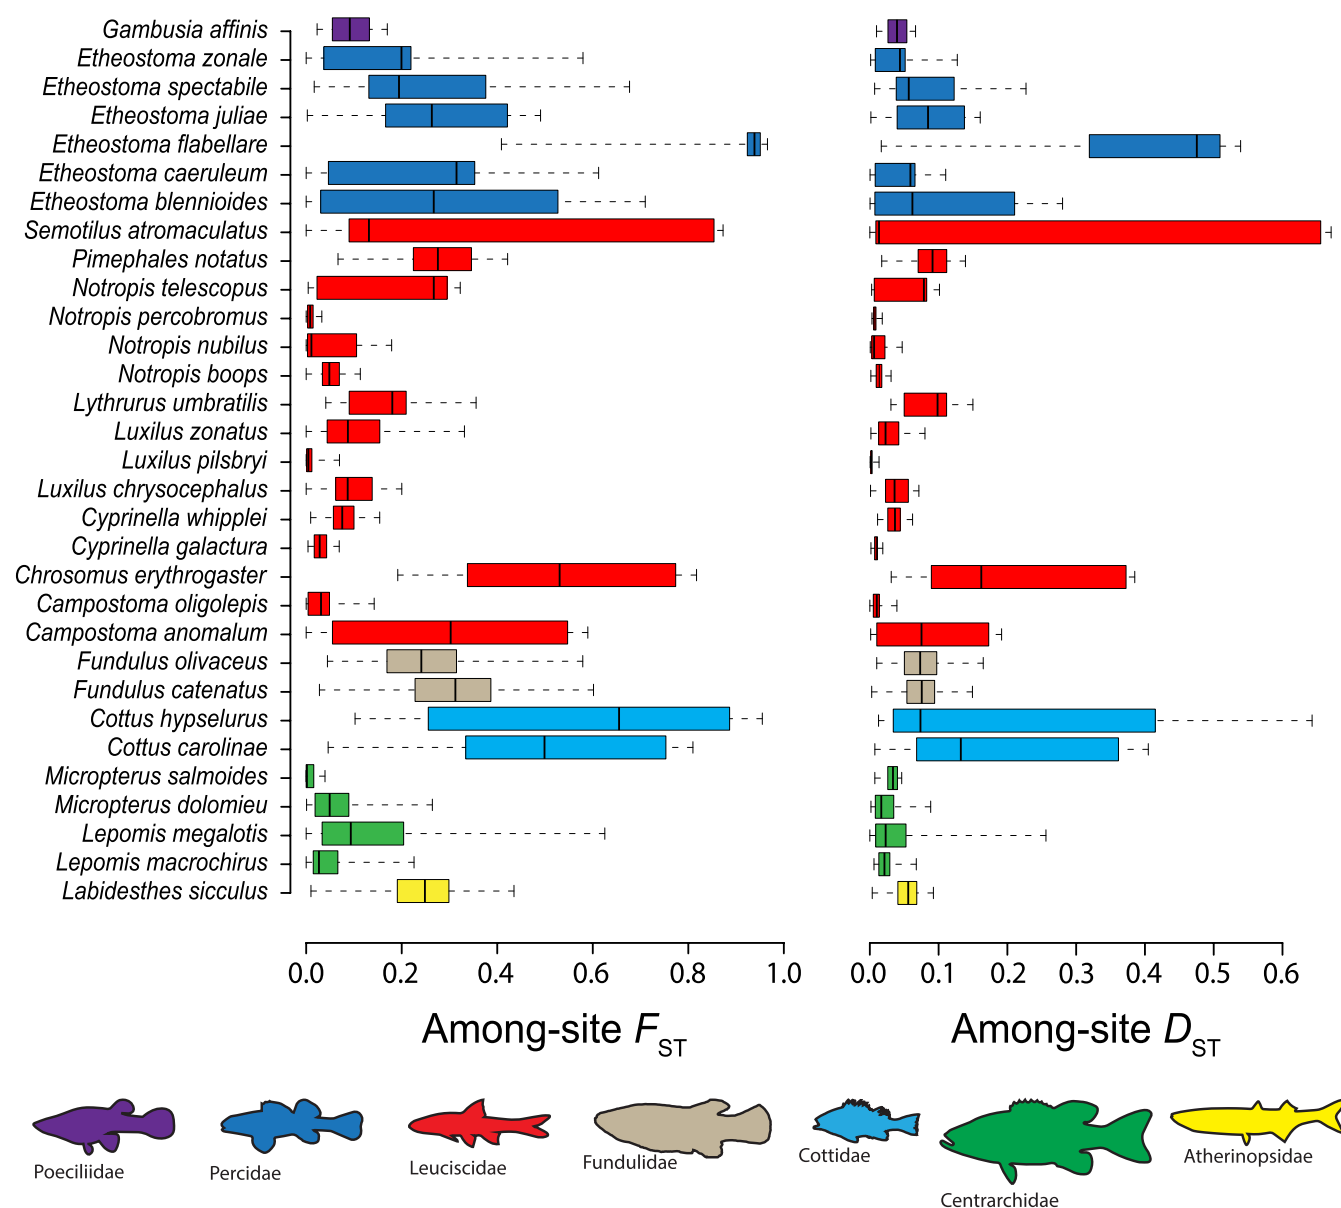 Gambusia affinis
Etheostoma zonale
Etheostoma spectabile
Etheostoma juliae
Etheostoma flabellare
Etheostoma caeruleum
Etheostoma blennioides
Semotilus atromaculatus
Pimephales notatus
Notropis telescopus
Notropis percobromus
Notropis nubilus
Notropis boops
Lythrurus umbratilis
Luxilus zonatus
Luxilus pilsbryi
Luxilus chrysocephalus
Cyprinella whipplei
Cyprinella galactura
Chrosomus erythrogaster
Campostoma oligolepis
Campostoma anomalum
Fundulus olivaceus
Fundulus catenatus
Cottus hypselurus
Cottus carolinae
Micropterus salmoides
Micropterus dolomieu
Lepomis megalotis
Lepomis macrochirus
Labidesthes sicculus
0.0 0.2 0.4 0.6 0.8 1.0 0.0 0.1 0.2 0.3 0.4 0.5 0.6
Among-site FST Among-site DST
Poeciliidae Percidae Leuciscidae Fundulidae Cottidae Centrarchidae Atherinopsidae